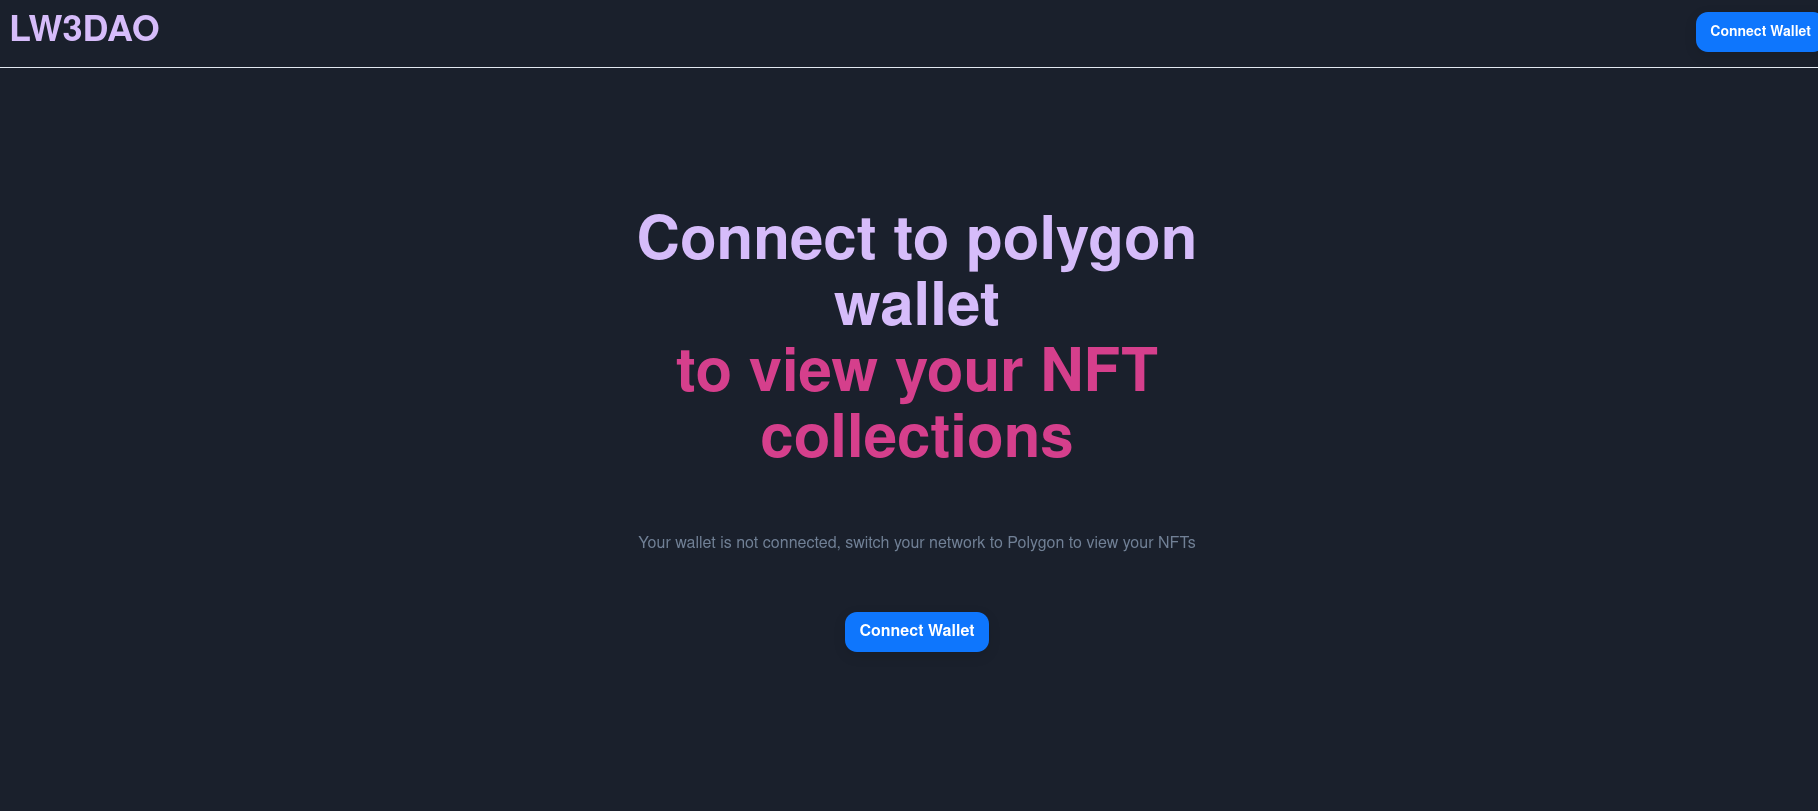 LW3DAO
Connect Wallet
Connect to polygon
wallet
to view your NFT
collections
Your wallet is not connected, switch your network to Polygon to view your NFTs
Connect Wallet